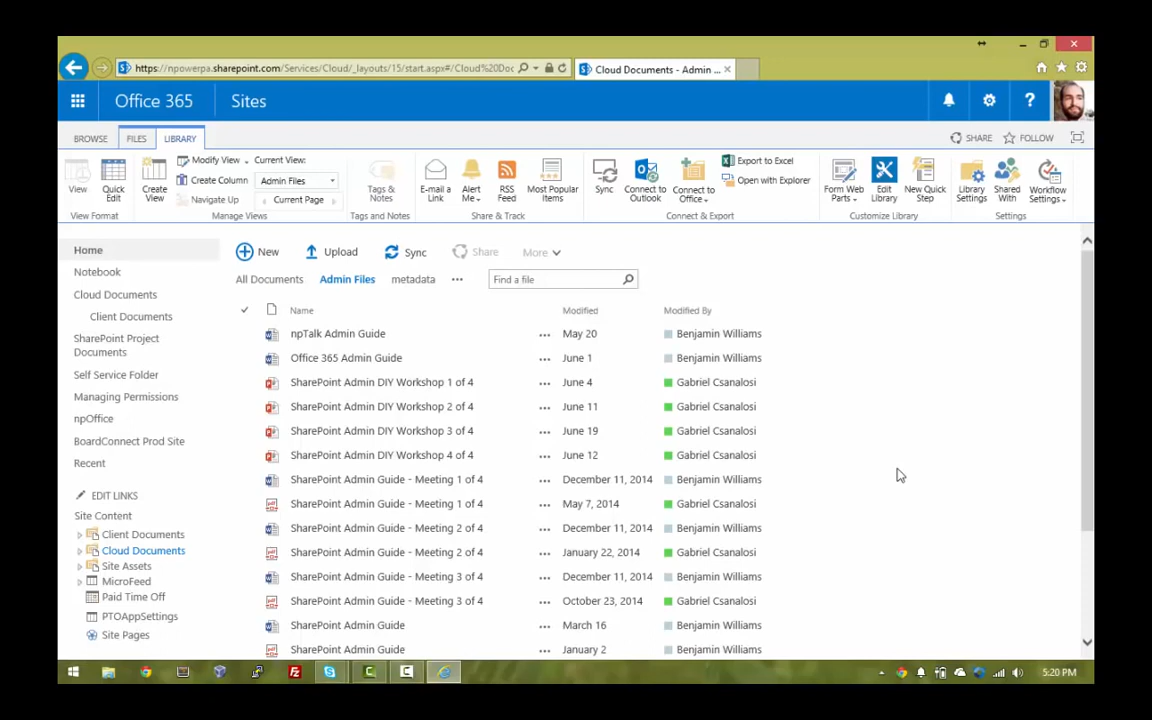 https://npowerpa.sharepoint.com/Services/Cloud/_layouts/15/start.aspx#/Cloud%20Doc
Cloud Documents - Admin ...
Office 365 Sites
BROWSE FILES LIBRARY SHARE FOLLOW
View
Quick Edit
View Format
Create View
Modify View
Create Column
Navigate Up
Current View:
Admin Files
Current Page
Manage Views
Tags & Notes
Tags and Notes
E-mail a Link
Alert Me
RSS Feed
Most Popular Items
Share & Track
Sync
Connect to Outlook
Connect to Office
Export to Excel
Open with Explorer
Connect & Export
Form Web Parts
Edit Library
New Quick Step
Customize Library
Library Settings
Shared With
Workflow Settings
Settings
Home
Notebook
Cloud Documents
Client Documents
SharePoint Project
Documents
Self Service Folder
Managing Permissions
npOffice
BoardConnect Prod Site
Recent
EDIT LINKS
Site Content
Client Documents
Cloud Documents
Site Assets
MicroFeed
Paid Time Off
PTOAppSettings
Site Pages
New Upload Sync Share More
All Documents Admin Files metadata ... Find a file
Name Modified Modified By
npTalk Admin Guide ... May 20 Benjamin Williams
Office 365 Admin Guide ... June 1 Benjamin Williams
SharePoint Admin DIY Workshop 1 of 4 ... June 4 Gabriel Csanalosi
SharePoint Admin DIY Workshop 2 of 4 ... June 11 Gabriel Csanalosi
SharePoint Admin DIY Workshop 3 of 4 ... June 19 Gabriel Csanalosi
SharePoint Admin DIY Workshop 4 of 4 ... June 12 Gabriel Csanalosi
SharePoint Admin Guide - Meeting 1 of 4 ... December 11, 2014 Benjamin Williams
SharePoint Admin Guide - Meeting 1 of 4 ... May 7, 2014 Gabriel Csanalosi
SharePoint Admin Guide - Meeting 2 of 4 ... December 11, 2014 Benjamin Williams
SharePoint Admin Guide - Meeting 2 of 4 ... January 22, 2014 Gabriel Csanalosi
SharePoint Admin Guide - Meeting 3 of 4 ... December 11, 2014 Benjamin Williams
SharePoint Admin Guide - Meeting 3 of 4 ... October 23, 2014 Gabriel Csanalosi
SharePoint Admin Guide ... March 16 Benjamin Williams
SharePoint Admin Guide ... January 2 Benjamin Williams
5:20 PM